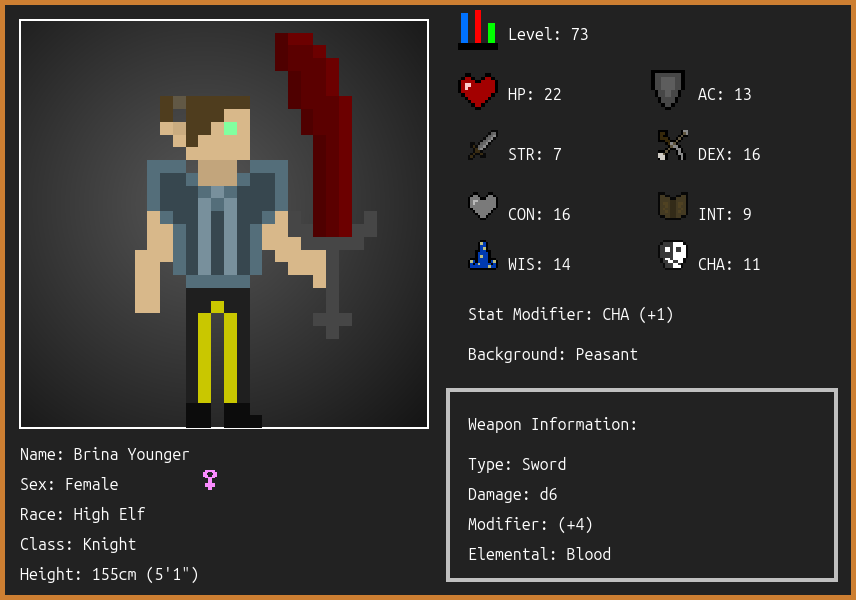 Level: 73
HP: 22
AC: 13
STR: 7
DEX: 16
CON: 16
INT: 9
WIS: 14
CHA: 11
Stat Modifier: CHA (+1)
Background: Peasant
Weapon Information:
Type: Sword
Damage: d6
Modifier: (+4)
Elemental: Blood
Name: Brina Younger
Sex: Female
Race: High Elf
Class: Knight
Height: 155cm (5'1")